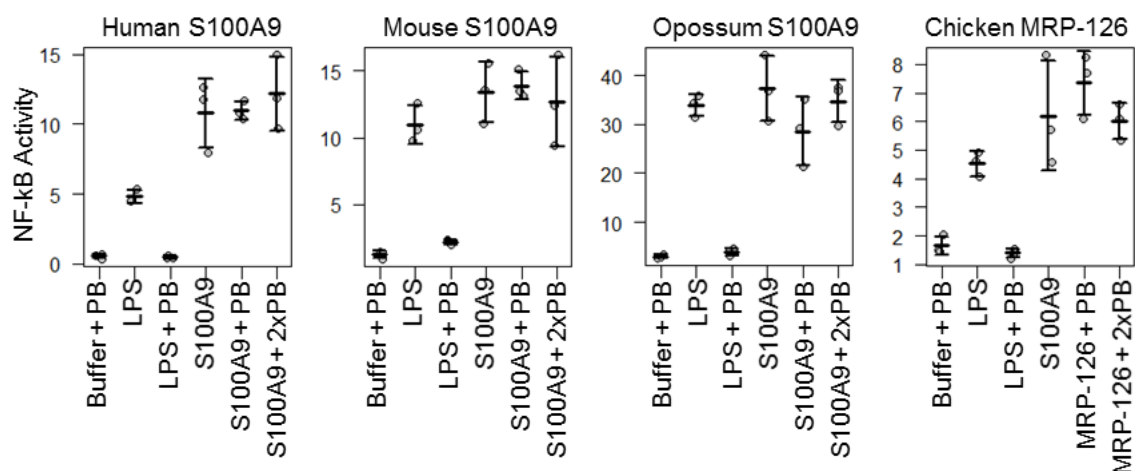 Human S100A9
Mouse S100A9
Opossum S100A9
Chicken MRP-126
NF-kB Activity
15
10
5
0
Buffer + PB
LPS
LPS + PB
S100A9
S100A9 + PB
S100A9 + 2xPB
15
10
5
Buffer + PB
LPS
LPS + PB
S100A9
S100A9 + PB
S100A9 + 2xPB
40
30
20
10
Buffer + PB
LPS
LPS + PB
S100A9
S100A9 + PB
S100A9 + 2xPB
8
7
6
5
4
3
2
1
Buffer + PB
LPS
LPS + PB
S100A9
MRP-126 + PB
MRP-126 + 2xPB